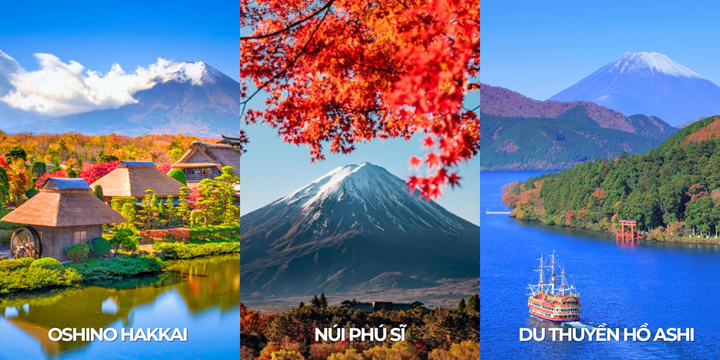 OSHINO HAKKAI
NÚI PHÚ SĨ
DU THUYỀN HỒ ASHI